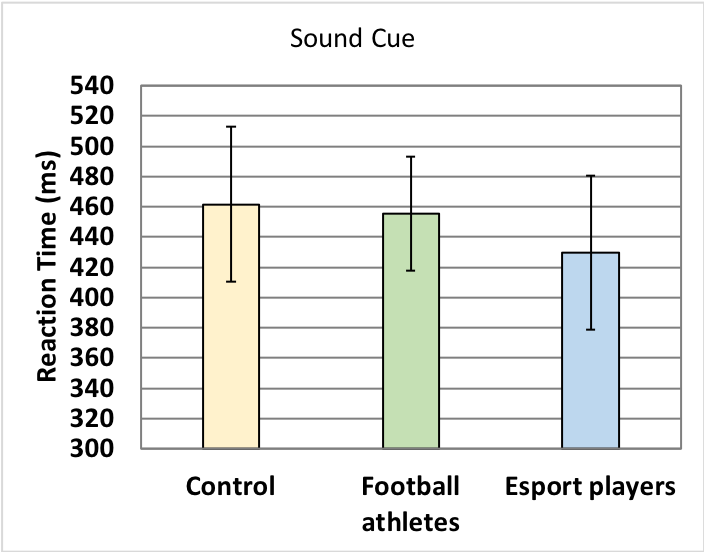 Sound Cue
Reaction Time (ms)
540
520
500
480
460
440
420
400
380
360
340
320
300
Control
Football
athletes
Esport players